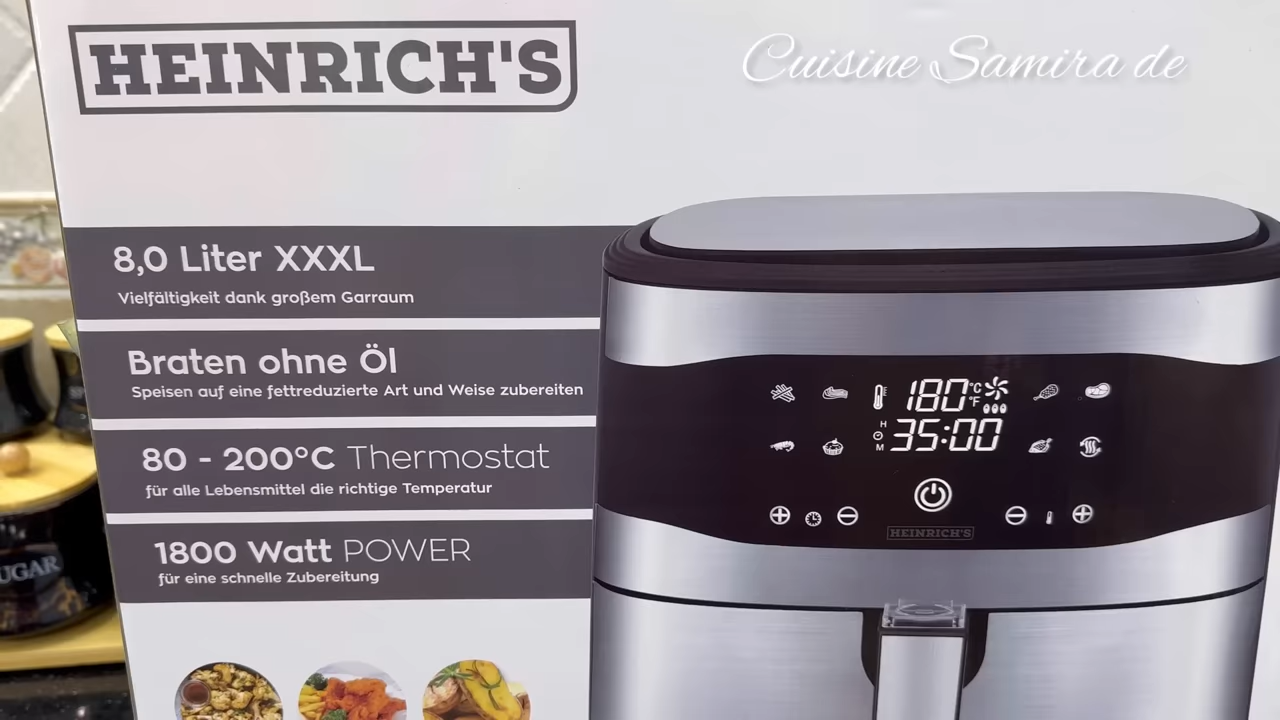 HEINRICH'S
Cuisine Samira de
8,0 Liter XXXL
Vielfältigkeit dank großem Garraum
Braten ohne Öl
Speisen auf eine fettreduzierte Art und Weise zubereiten
80 - 200°C Thermostat
für alle Lebensmittel die richtige Temperatur
1800 Watt POWER
für eine schnelle Zubereitung
180 °C
°F
H
35:00
M
HEINRICH'S
UGAR